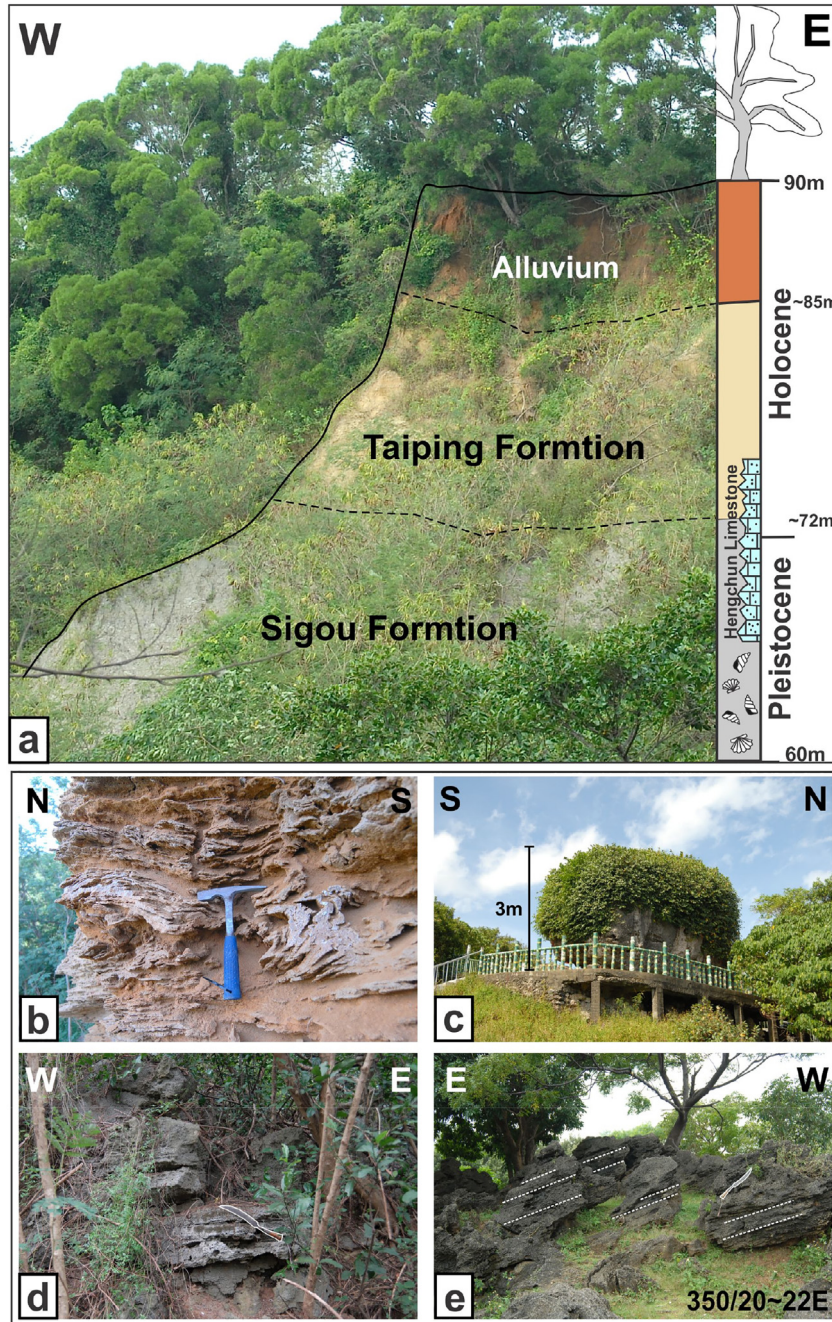 W
E
90m
Alluvium
~85m
Holocene
Taiping Formtion
Hengchun Limestone
~72m
Sigou Formtion
Pleistocene
a
60m
N
S
b
S
N
3m
c
W
E
d
E
W
350/20~22E
e